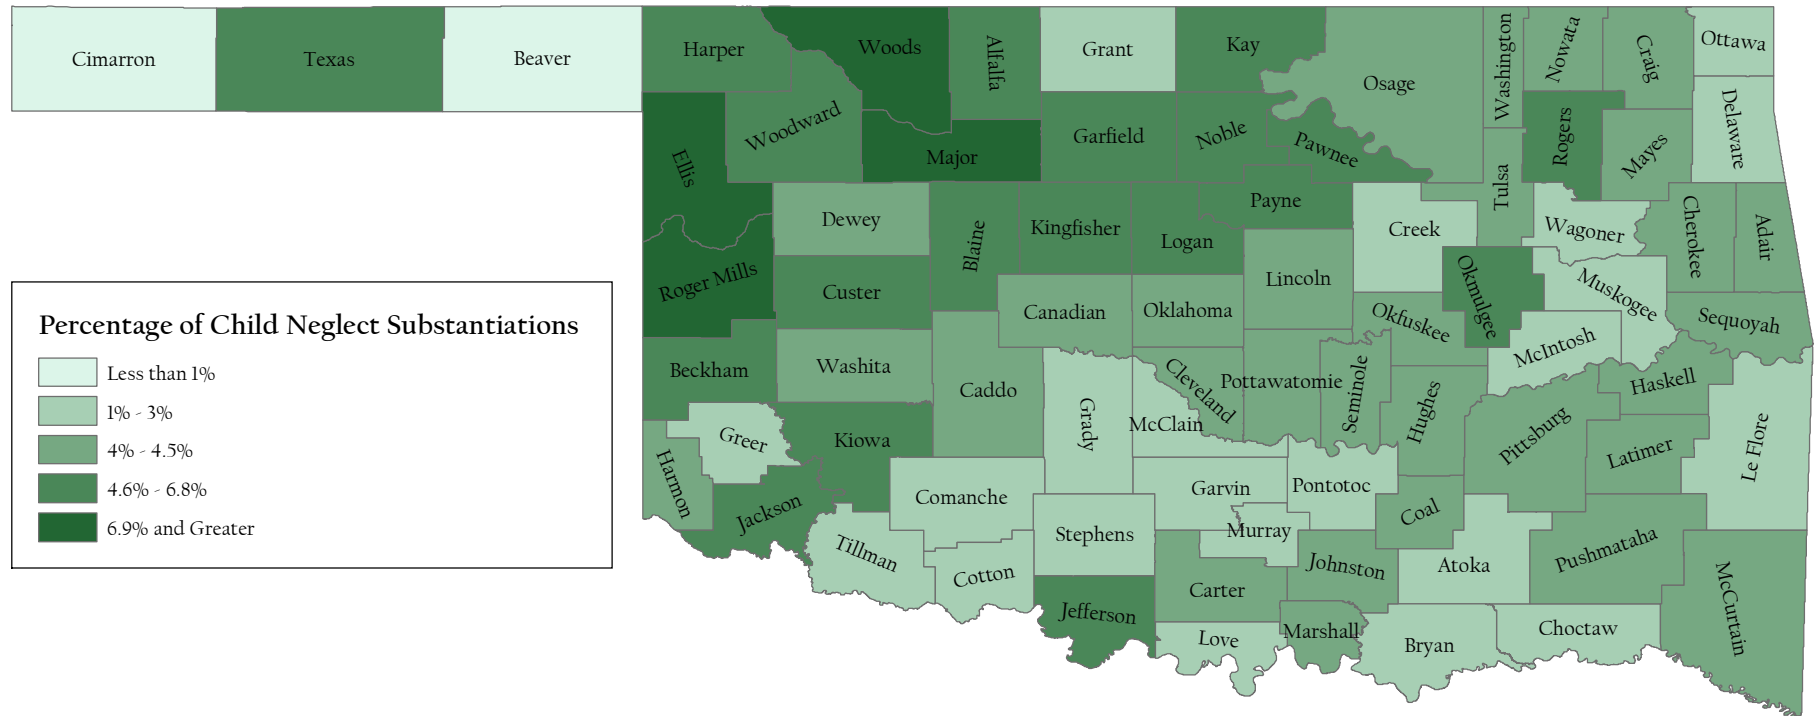 Cimarron
Texas
Beaver
Harper
Woods
Alfalfa
Grant
Kay
Osage
Washington
Nowata
Craig
Ottawa
Woodward
Major
Garfield
Noble
Pawnee
Rogers
Mayes
Delaware
Ellis
Dewey
Blaine
Kingfisher
Logan
Payne
Creek
Tulsa
Wagoner
Cherokee
Adair
Roger Mills
Custer
Canadian
Oklahoma
Lincoln
Okfuskee
Okmulgee
Muskogee
McIntosh
Sequoyah
Beckham
Washita
Caddo
Grady
McClain
Cleveland
Pottawatomie
Seminole
Hughes
Pittsburg
Haskell
Latimer
Le Flore
Harmon
Greer
Kiowa
Jackson
Comanche
Garvin
Pontotoc
Coal
Tillman
Cotton
Stephens
Murray
Johnston
Atoka
Pushmataha
McCurtain
Jefferson
Carter
Love
Marshall
Bryan
Choctaw
Percentage of Child Neglect Substantiations
Less than 1%
1% - 3%
4% - 4.5%
4.6% - 6.8%
6.9% and Greater